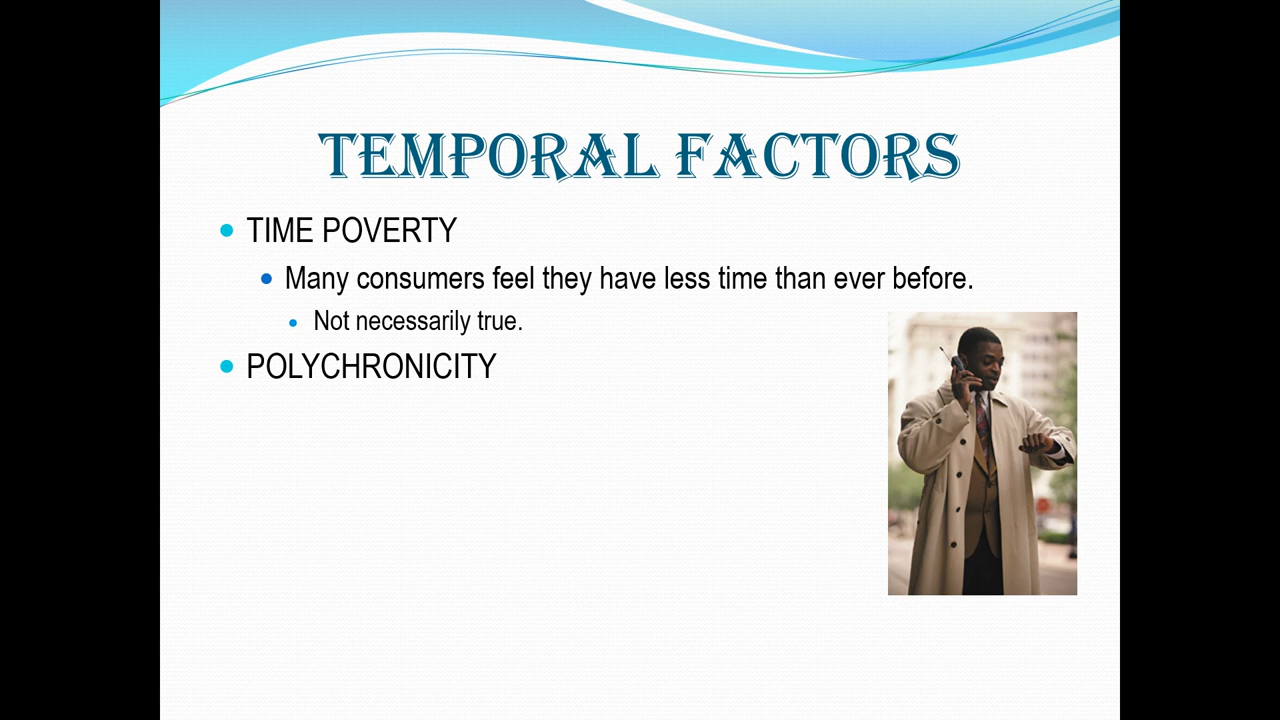 TEMPORAL FACTORS
TIME POVERTY
Many consumers feel they have less time than ever before.
Not necessarily true.
POLYCHRONICITY